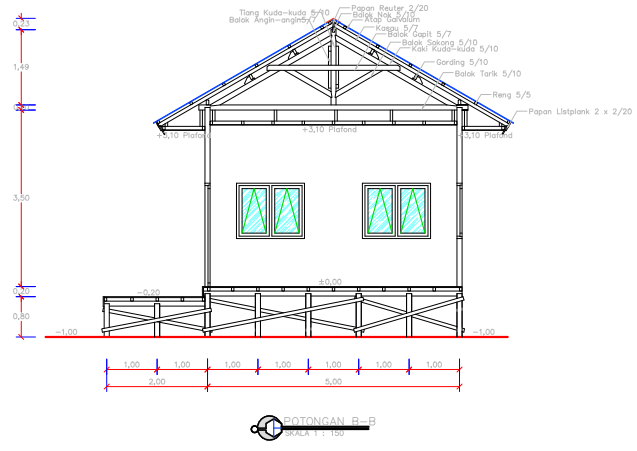 Papan Reuter 2/20
Tiang Kuda-kuda 5/10
Balok Nok 5/10
Balok Angin-angin5/7
Atap Galvalum
Kaspu 5/7
Balok Gapit 5/7
Balok Sokong 5/10
Kaki Kuda-kuda 5/10
Gording 5/10
Balok Tarik 5/10
Reng 5/5
Papan Listplank 2 x 2/20
0,23
1,49
+3,10 Plafond
+3,10 Plafond
+3,10 Plafond
3,50
±0,00
-0,20
0,20
0,80
-1,00
-1,00
1,00 1,00 1,00 1,00 1,00 1,00 1,00
2,00 5,00
POTONGAN B-B
SKALA 1 : 150